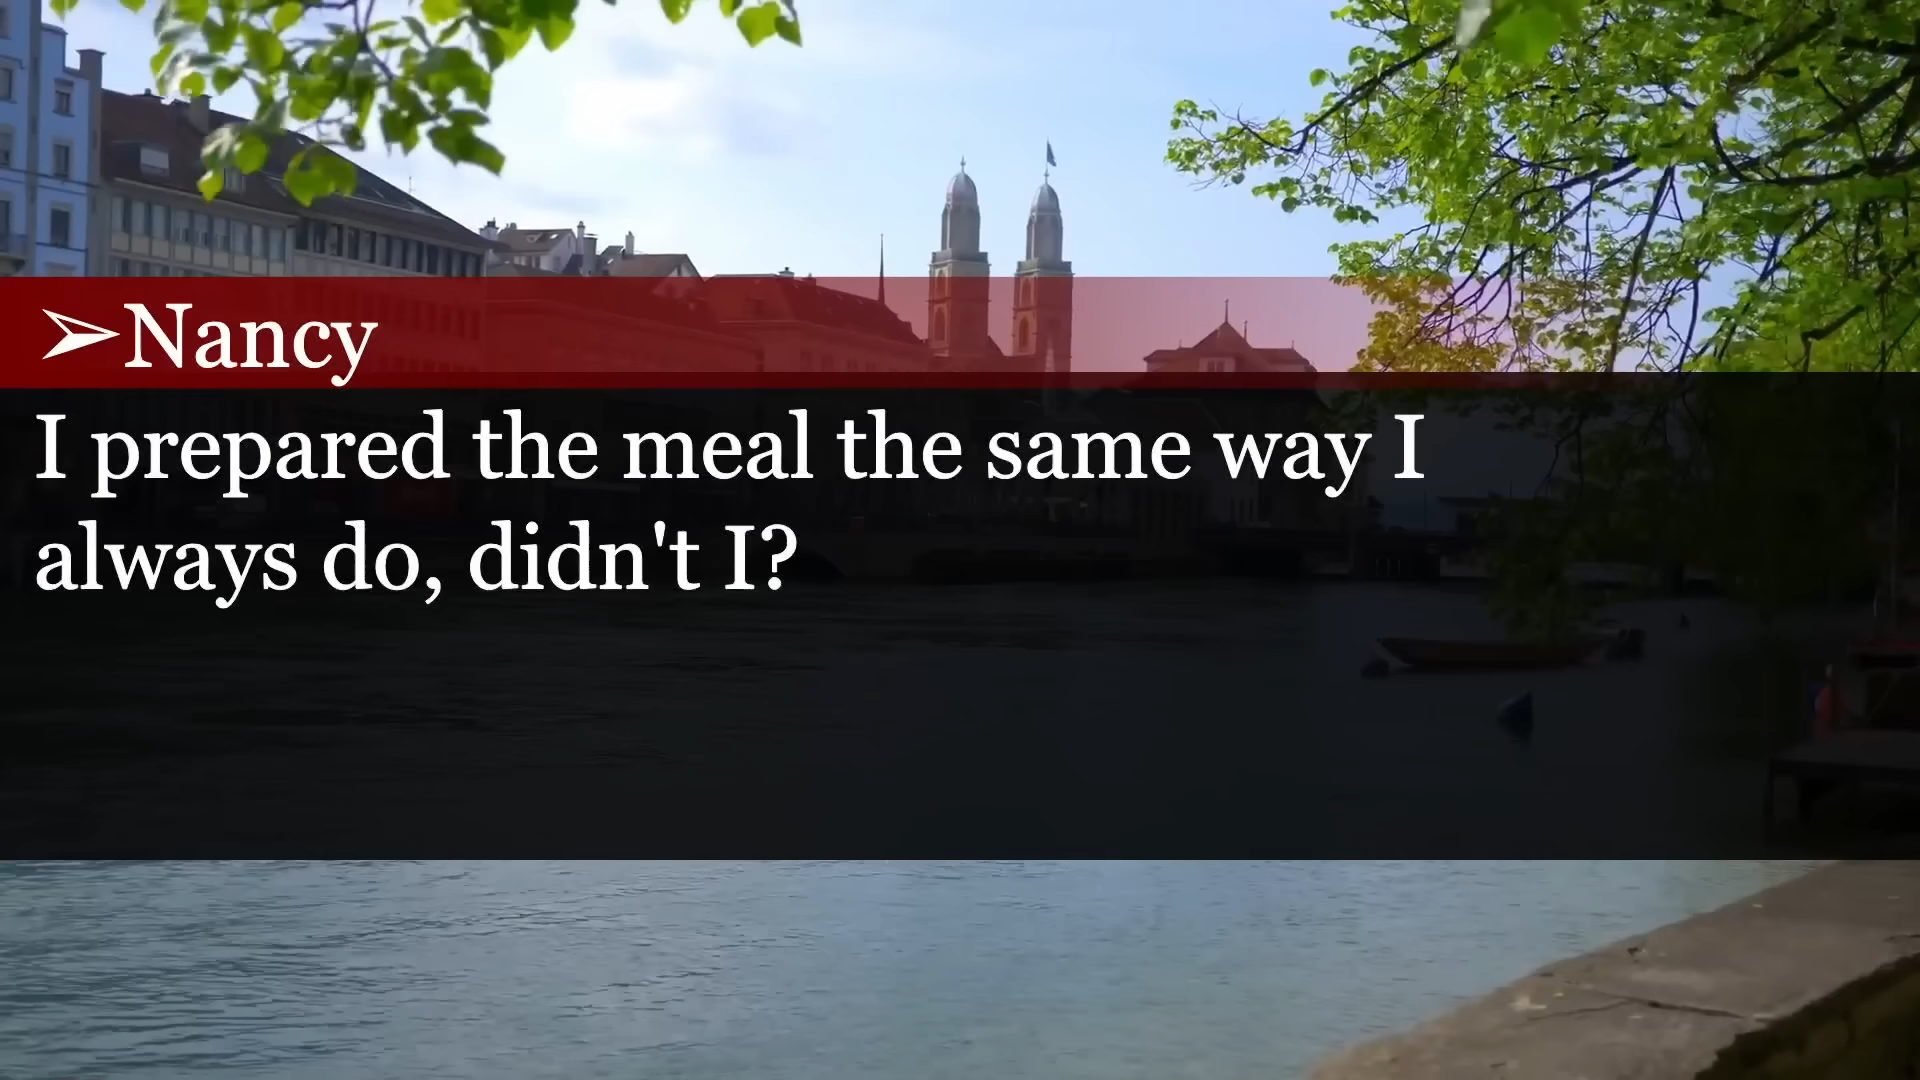 ➢Nancy
I prepared the meal the same way I
always do, didn't I?